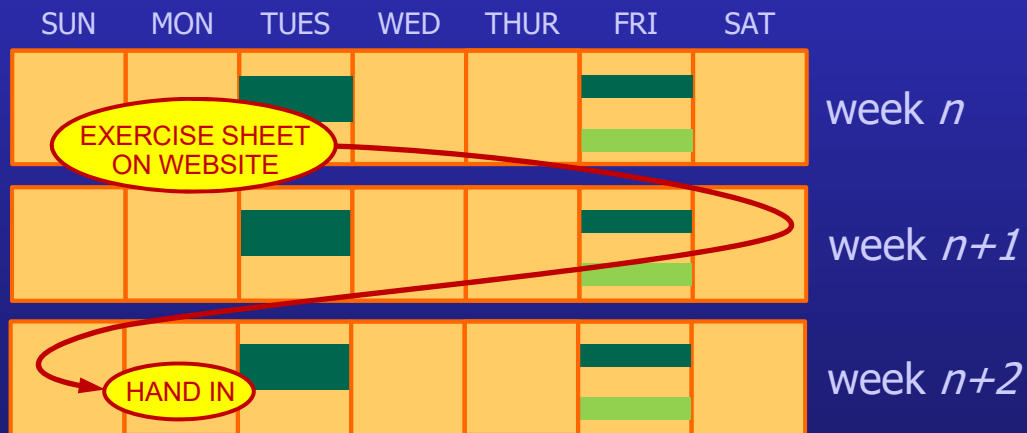 SUN MON TUES WED THUR FRI SAT
week n
EXERCISE SHEET
ON WEBSITE
week n+1
HAND IN
week n+2